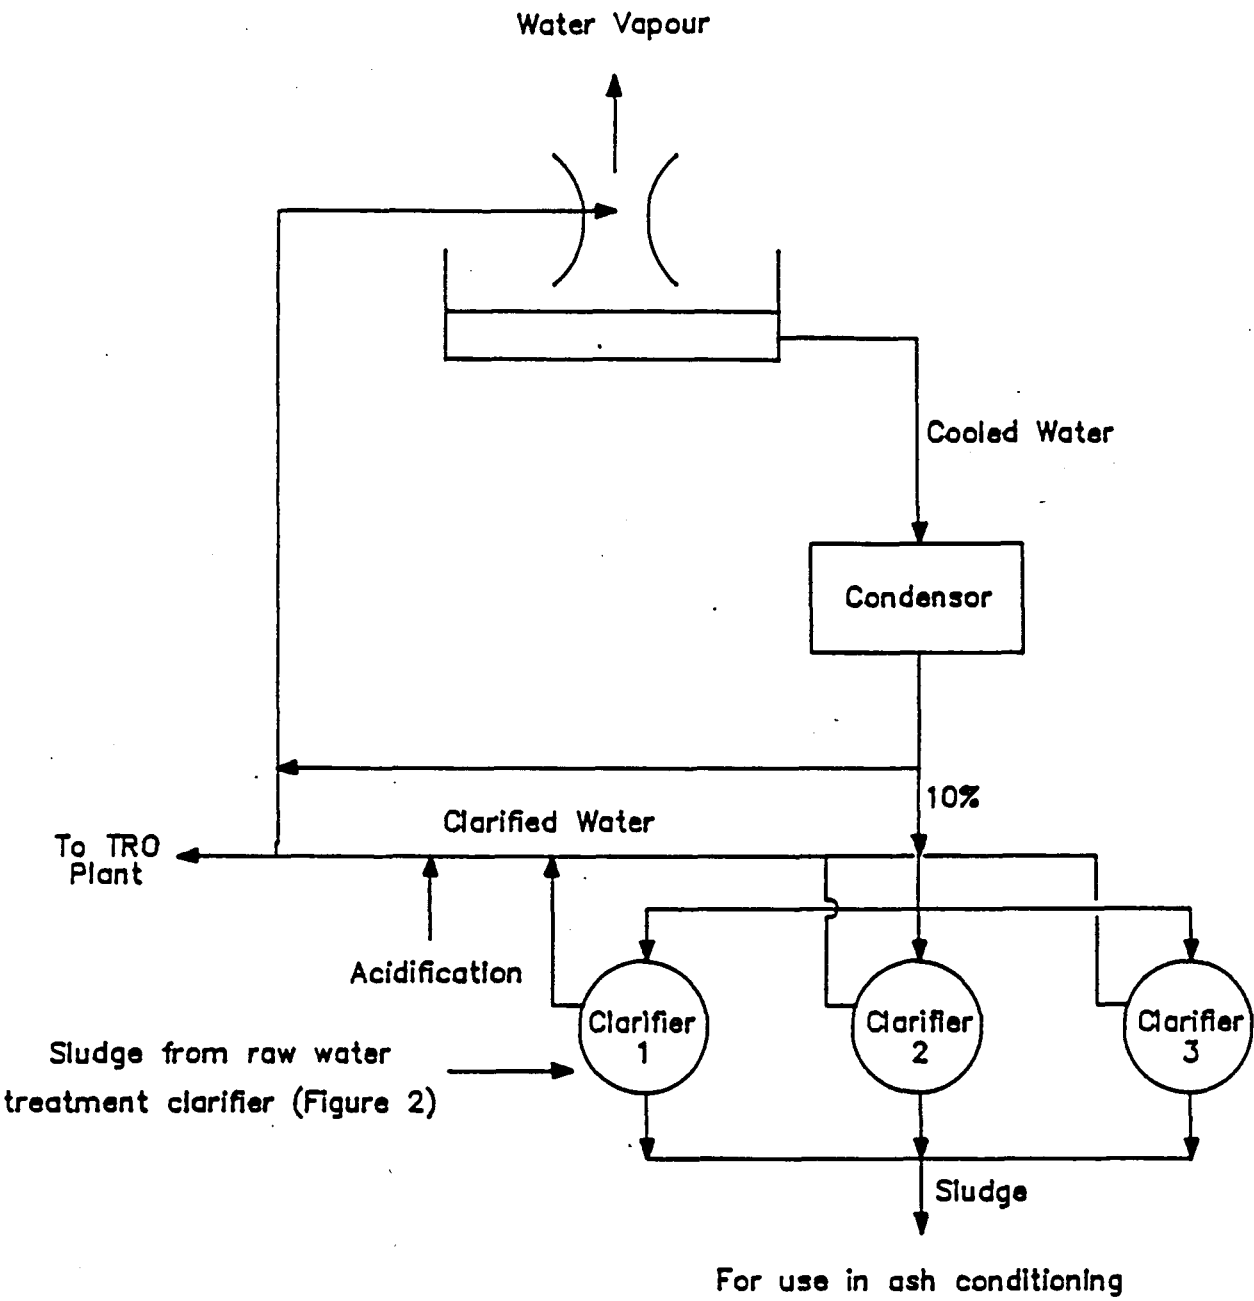 Water Vapour
Cooled Water
Condensor
10%
Clarified Water
To TRO
Plant
Acidification
Clarifier
1
Clarifier
2
Clarifier
3
Sludge from raw water
treatment clarifier (Figure 2)
Sludge
For use in ash conditioning